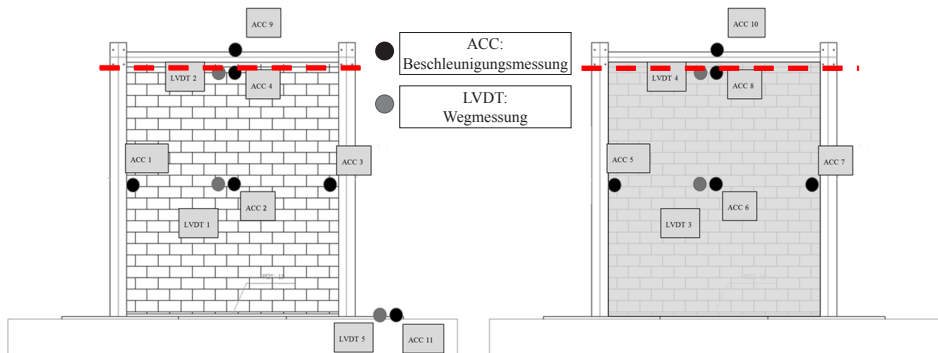 ACC 9
ACC 10
ACC:
Beschleunigungsmessung
LVDT 2
ACC 4
LVDT 4
ACC 8
LVDT:
Wegmessung
ACC 1
ACC 3
ACC 5
ACC 7
ACC 2
LVDT 1
ACC 6
LVDT 3
LVDT 5
ACC 11